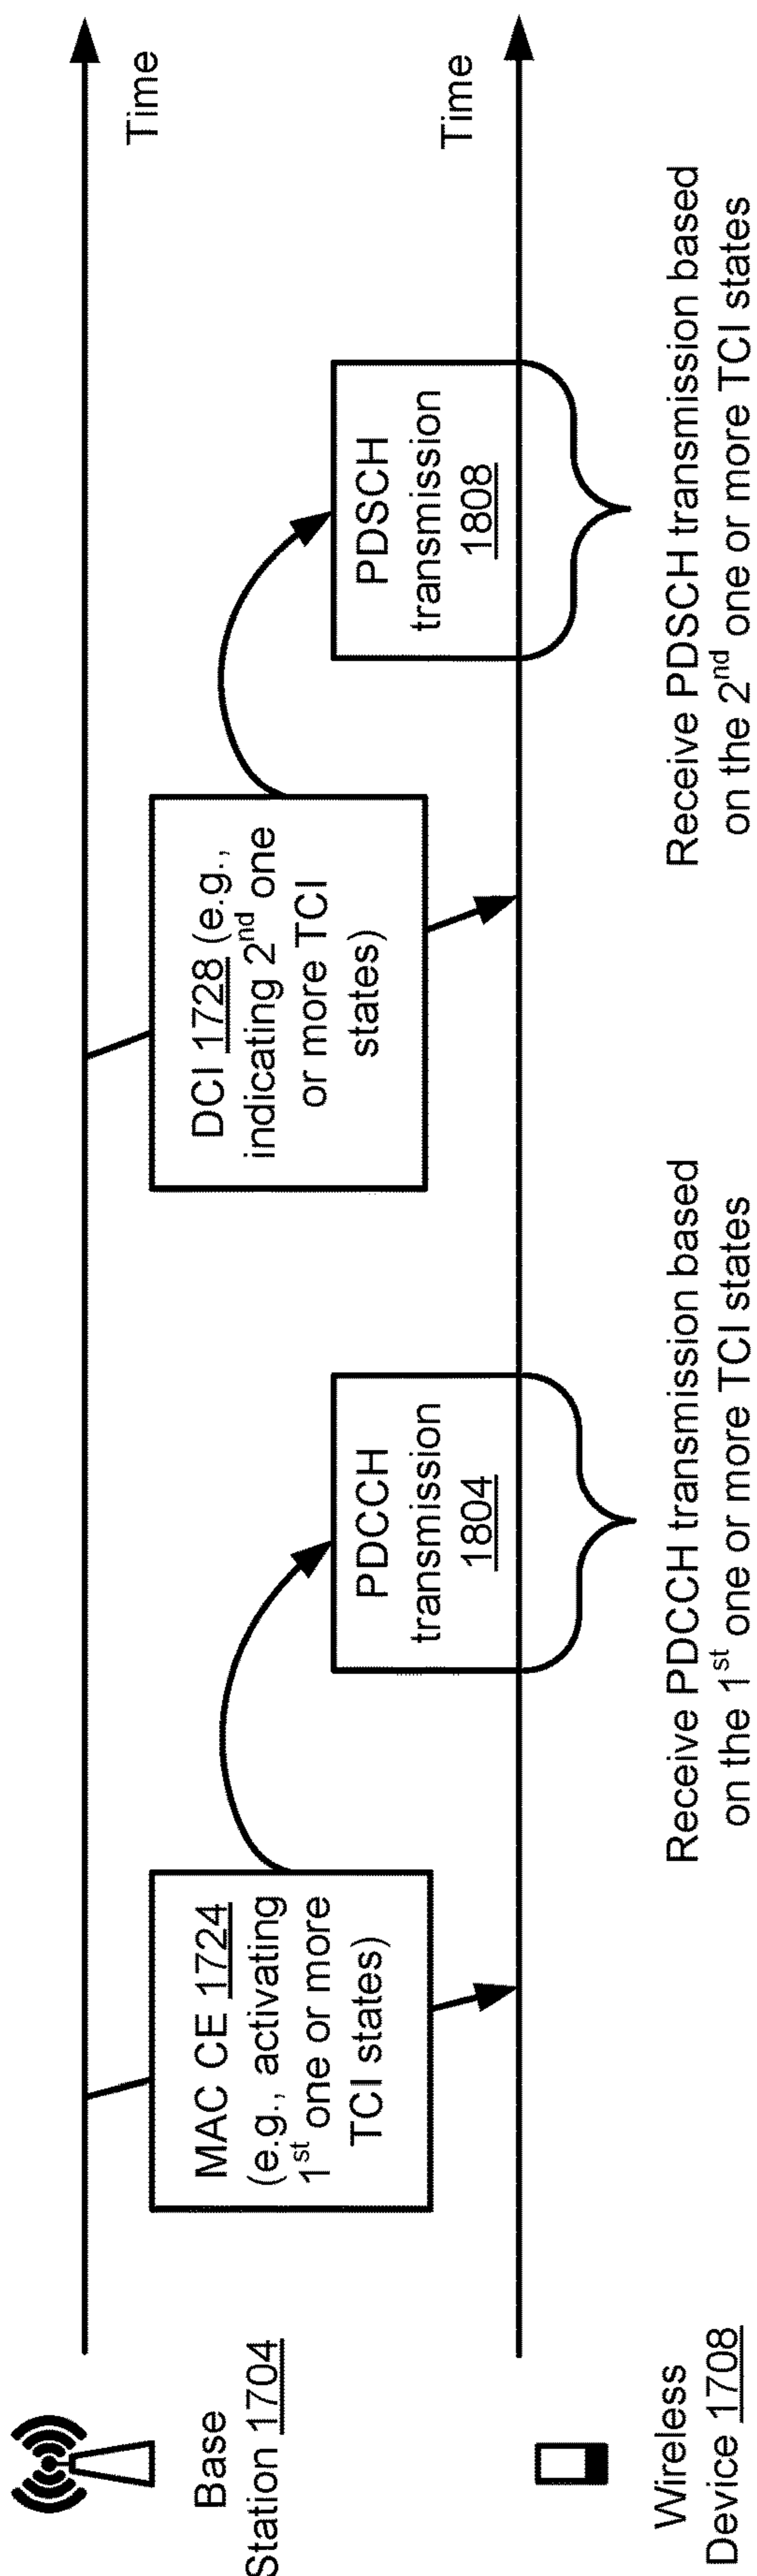 Base
Station 1704
Time
MAC CE 1724
(e.g., activating
1st one or more
TCI states)
DCI 1728 (e.g.,
indicating 2nd one
or more TCI
states)
PDCCH
transmission
1804
PDSCH
transmission
1808
Wireless
Device 1708
Time
Receive PDCCH transmission based
on the 1st one or more TCI states
Receive PDSCH transmission based
on the 2nd one or more TCI states